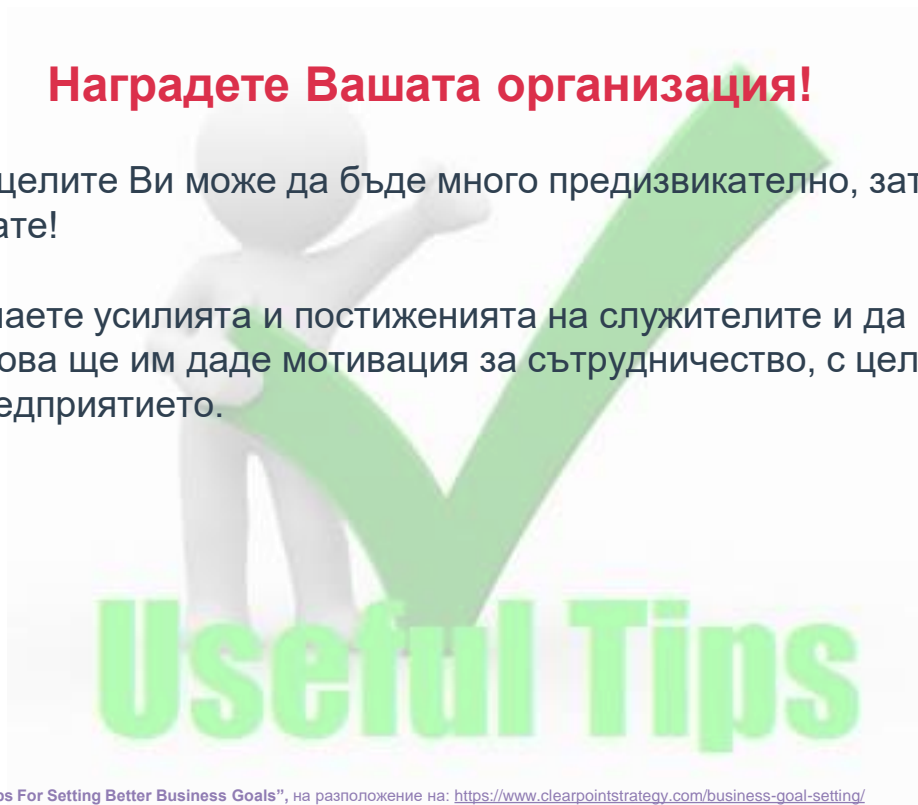 Наградете Вашата организация!
целите Ви може да бъде много предизвикателно, зат
ате!
аете усилията и постиженията на служителите и да
ова ще им даде мотивация за сътрудничество, с цел
едприятието.
Useful Tips
ps For Setting Better Business Goals”, на разположение на: https://www.clearpointstrategy.com/business-goal-setting/